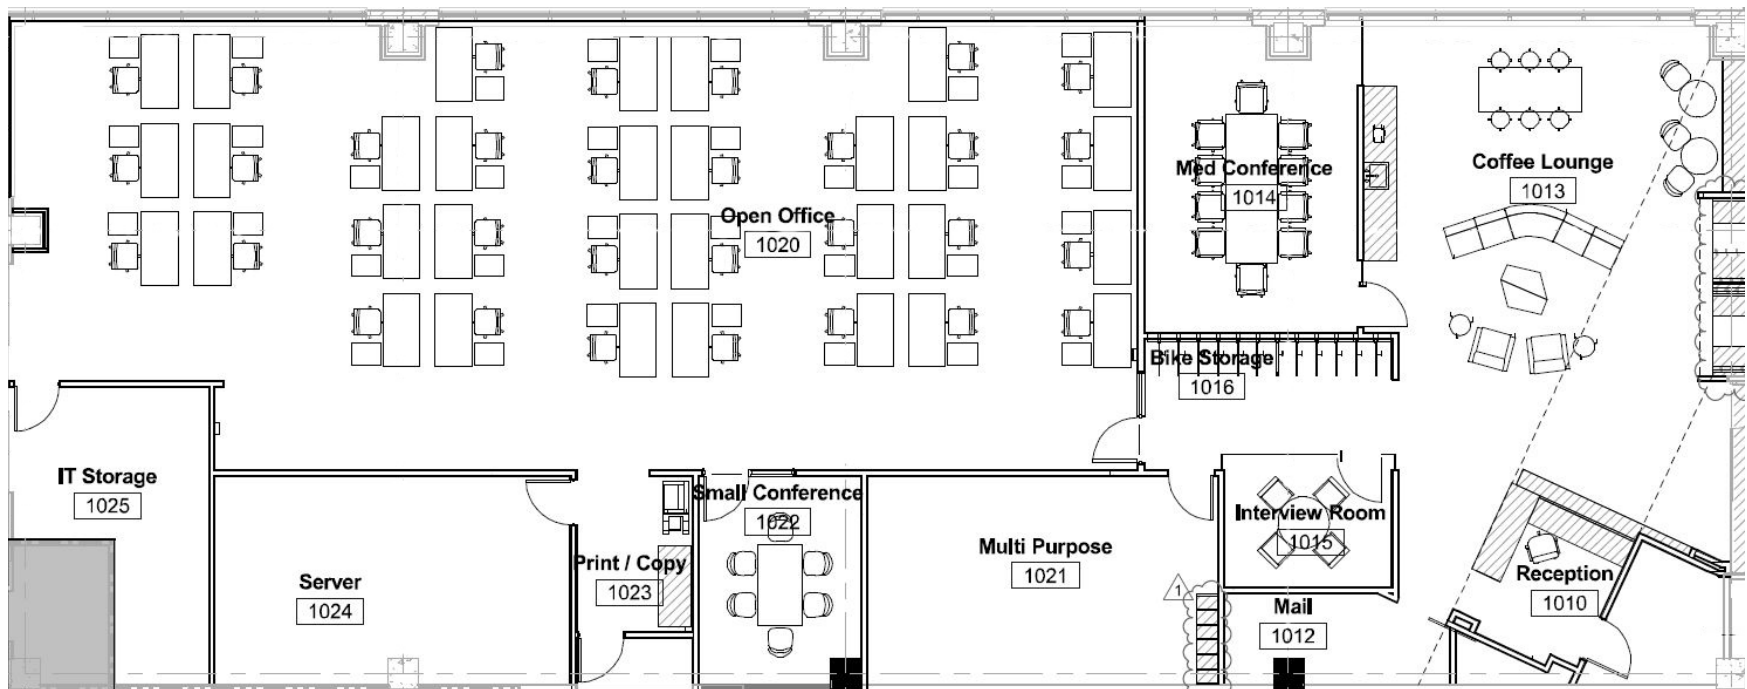 Med Conference
1014
Coffee Lounge
1013
Open Office
1020
Bike Storage
1016
IT Storage
1025
Small Conference
1022
Interview Room
1015
Multi Purpose
1021
Print / Copy
1023
Server
1024
Reception
1010
1
Mail
1012